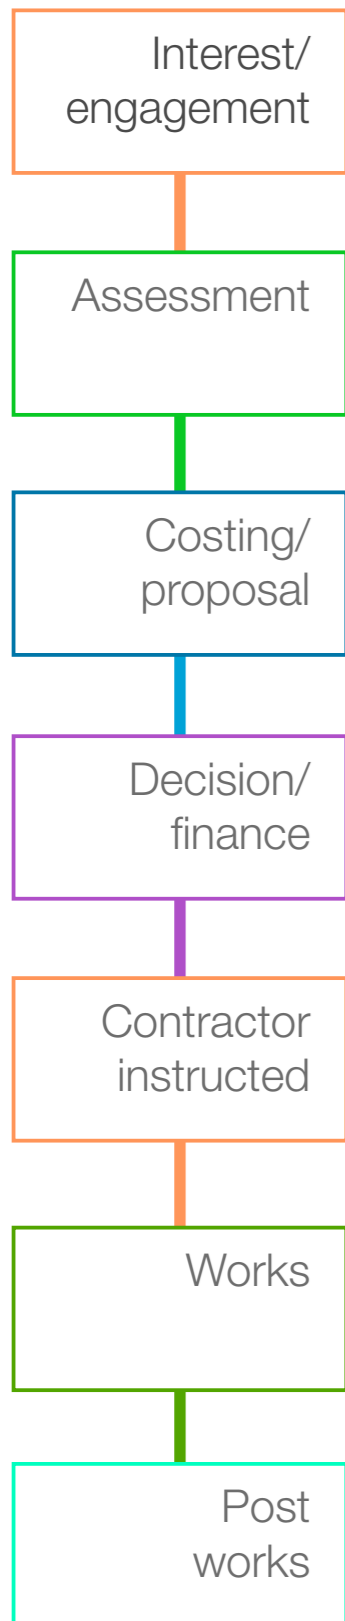 Interest/
engagement
Assessment
Costing/
proposal
Decision/
finance
Contractor
instructed
Works
Post
works